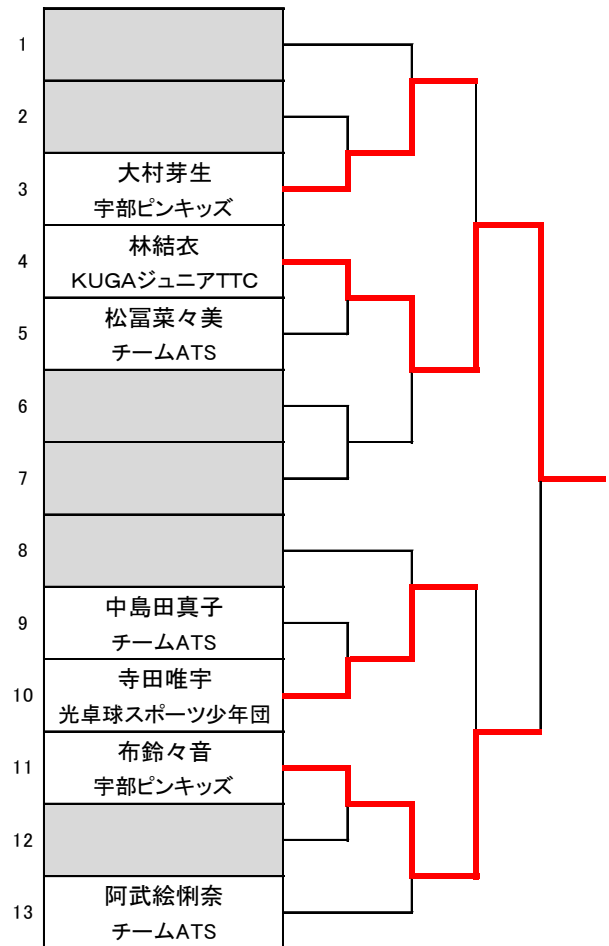 1
2
3
大村芽生
宇部ピンキッズ
4
林結衣
KUGAジュニアTTC
5
松冨菜々美
チームATS
6
7
8
9
中島田真子
チームATS
10
寺田唯宇
光卓球スポーツ少年団
11
布鈴々音
宇部ピンキッズ
12
13
阿武絵悧奈
チームATS